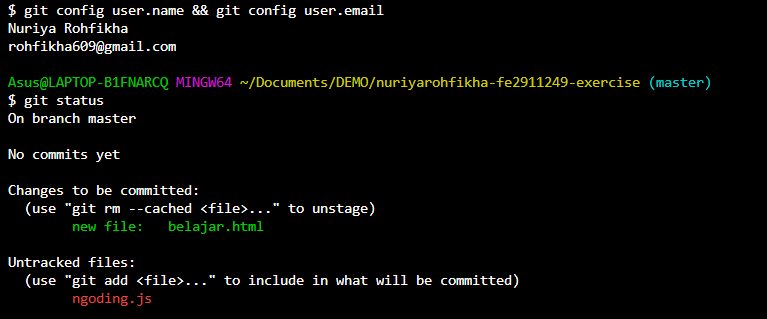 $ git config user.name && git config user.email
Nuriya Rohfikha
rohfikha609@gmail.com
Asus@LAPTOP-B1FNARCQ MINGW64 ~/Documents/DEMO/nuriyarohfikha-fe2911249-exercise (master)
$ git status
On branch master
No commits yet
Changes to be committed:
  (use "git rm --cached <file>..." to unstage)
        new file:   belajar.html
Untracked files:
  (use "git add <file>..." to include in what will be committed)
        ngoding.js